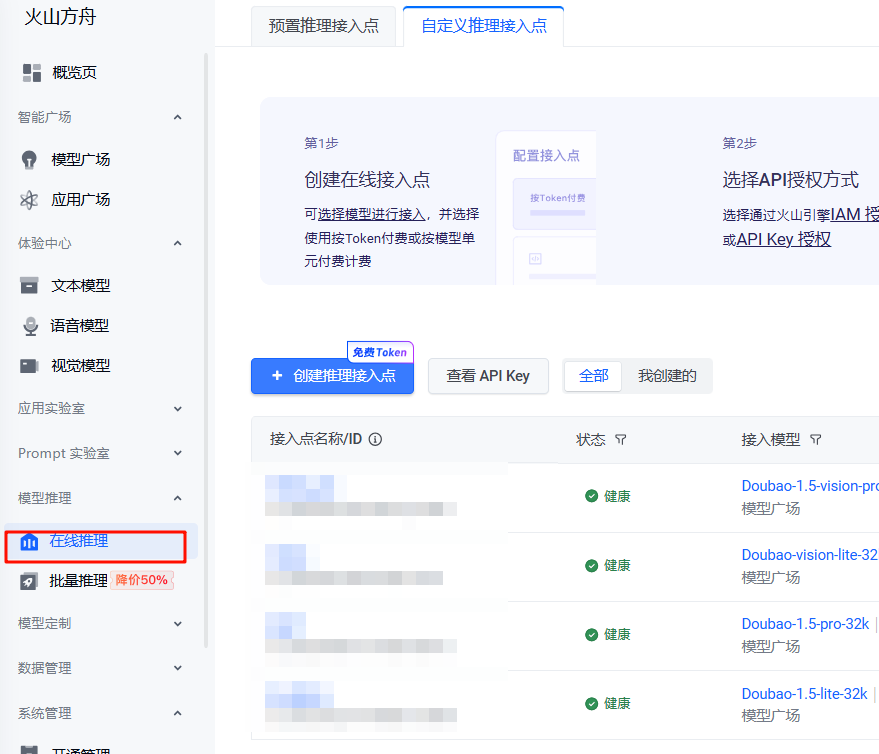 火山方舟
概览页
智能广场
模型广场
应用广场
体验中心
文本模型
语音模型
视觉模型
应用实验室
Prompt 实验室
模型推理
在线推理
批量推理 降价50%
模型定制
数据管理
系统管理
开通管理
预置推理接入点 自定义推理接入点
第1步
创建在线接入点
可选择模型进行接入，并选择
使用按Token付费或按模型单
元付费计费
配置接入点
按Token付费
第2步
选择API授权方式
选择通过火山引擎IAM 授
或API Key 授权
免费Token
+ 创建推理接入点 查看 API Key 全部 我创建的
接入点名称/ID 状态 接入模型
健康 Doubao-1.5-vision-pro
模型广场
健康 Doubao-vision-lite-32
模型广场
健康 Doubao-1.5-pro-32k
模型广场
健康 Doubao-1.5-lite-32k
模型广场